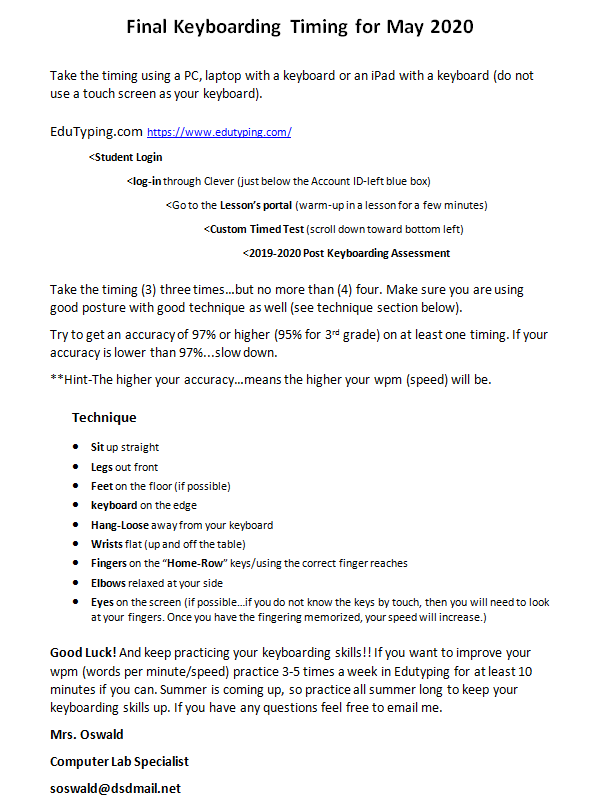 Final Keyboarding Timing for May 2020
Take the timing using a PC, laptop with a keyboard or an iPad with a keyboard (do not
use a touch screen as your keyboard).
EduTyping.com https://www.edutyping.com/
<Student Login
<log-in through Clever (just below the Account ID-left blue box)
<Go to the Lesson's portal (warm-up in a lesson for a few minutes)
<Custom Timed Test (scroll down toward bottom left)
<2019-2020 Post Keyboarding Assessment
Take the timing (3) three times...but no more than (4) four. Make sure you are using
good posture with good technique as well (see technique section below).
Try to get an accuracy of 97% or higher (95% for 3rd grade) on at least one timing. If your
accuracy is lower than 97%...slow down.
**Hint-The higher your accuracy...means the higher your wpm (speed) will be.
Technique
• Sit up straight
• Legs out front
• Feet on the floor (if possible)
• keyboard on the edge
• Hang-Loose away from your keyboard
• Wrists flat (up and off the table)
• Fingers on the "Home-Row" keys/using the correct finger reaches
• Elbows relaxed at your side
• Eyes on the screen (if possible...if you do not know the keys by touch, then you will need to look
at your fingers. Once you have the fingering memorized, your speed will increase.)
Good Luck! And keep practicing your keyboarding skills!! If you want to improve your
wpm (words per minute/speed) practice 3-5 times a week in Edutyping for at least 10
minutes if you can. Summer is coming up, so practice all summer long to keep your
keyboarding skills up. If you have any questions feel free to email me.
Mrs. Oswald
Computer Lab Specialist
soswald@dsdmail.net